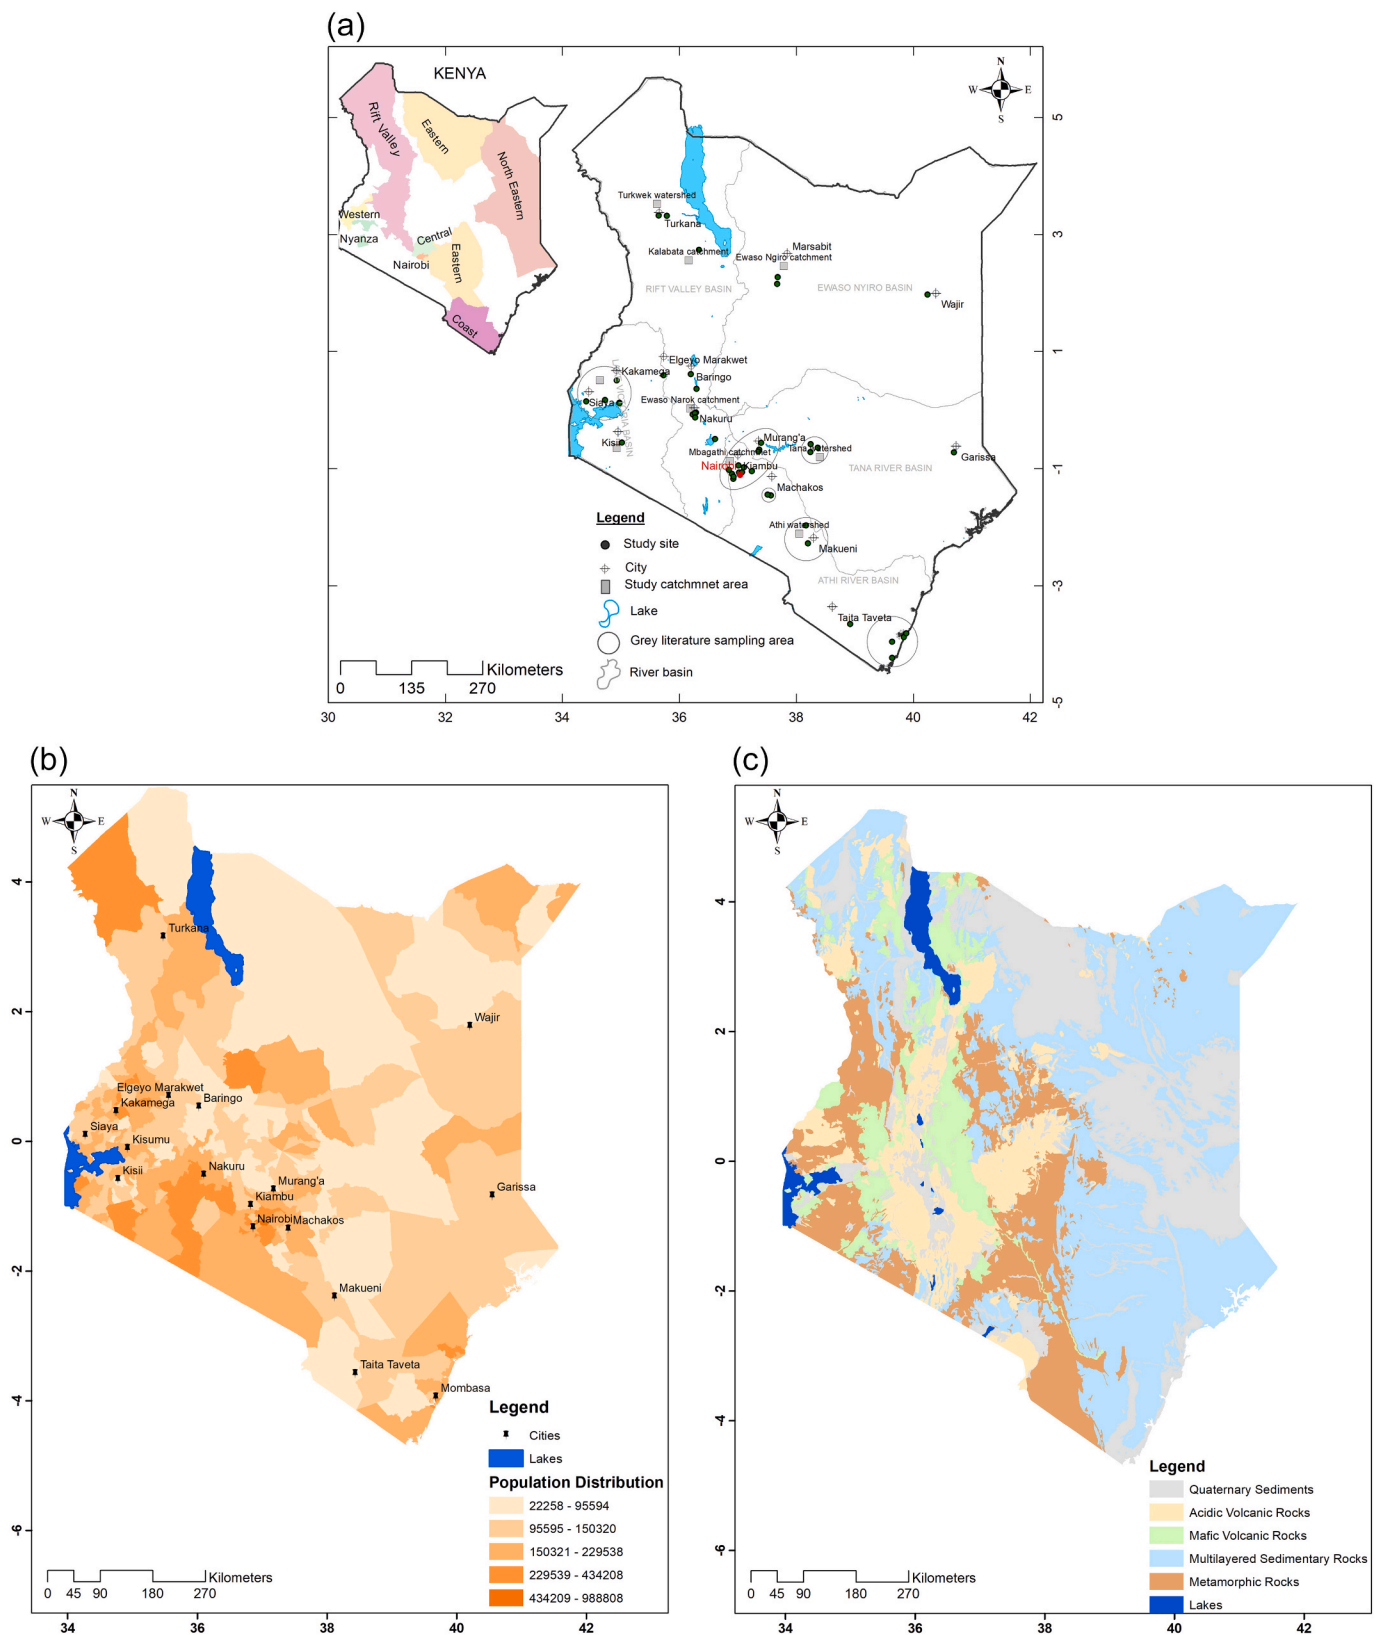 (a)
KENYA
N
W E
S
Rift Valley
Eastern
North Eastern
Western
Nyanza
Central
Nairobi
Eastern
Coast
Turkwek watershed
Turkana
Kalabata catchment
Marsabit
Ewaso Ngiro catchment
RIFT VALLEY BASIN
EWASO NYIRO BASIN
Wajir
Elgeyo Marakwet
Kakamega
Baringo
Siaya
Ewaso Narok catchment
Nakuru
Kisii
Murang'a
Mbagathi catchmnet
Kiambu
TANA RIVER BASIN
Garissa
Machakos
Athi watershed
Makueni
ATHI RIVER BASIN
Taita Taveta
Legend
Study site
City
Study catchmnet area
Lake
Grey literature sampling area
River basin
Kilometers
0 135 270
5
3
1
-1
-3
-5
30 32 34 36 38 40 42
(b)
N
W E
S
4
2
0
-2
-4
-6
Turkana
Wajir
Elgeyo Marakwet
Kakamega
Baringo
Siaya
Kisumu
Kisii
Nakuru
Murang'a
Kiambu
Garissa
Nairobi
Machakos
Makueni
Taita Taveta
Mombasa
Legend
Cities
Lakes
Population Distribution
22258 - 95594
95595 - 150320
150321 - 229538
229539 - 434208
434209 - 988808
Kilometers
0 45 90 180 270
34 36 38 40 42
(c)
N
W E
S
4
2
0
-2
-4
-6
Legend
Quaternary Sediments
Acidic Volcanic Rocks
Mafic Volcanic Rocks
Multilayered Sedimentary Rocks
Metamorphic Rocks
Lakes
Kilometers
0 45 90 180 270
34 36 38 40 42